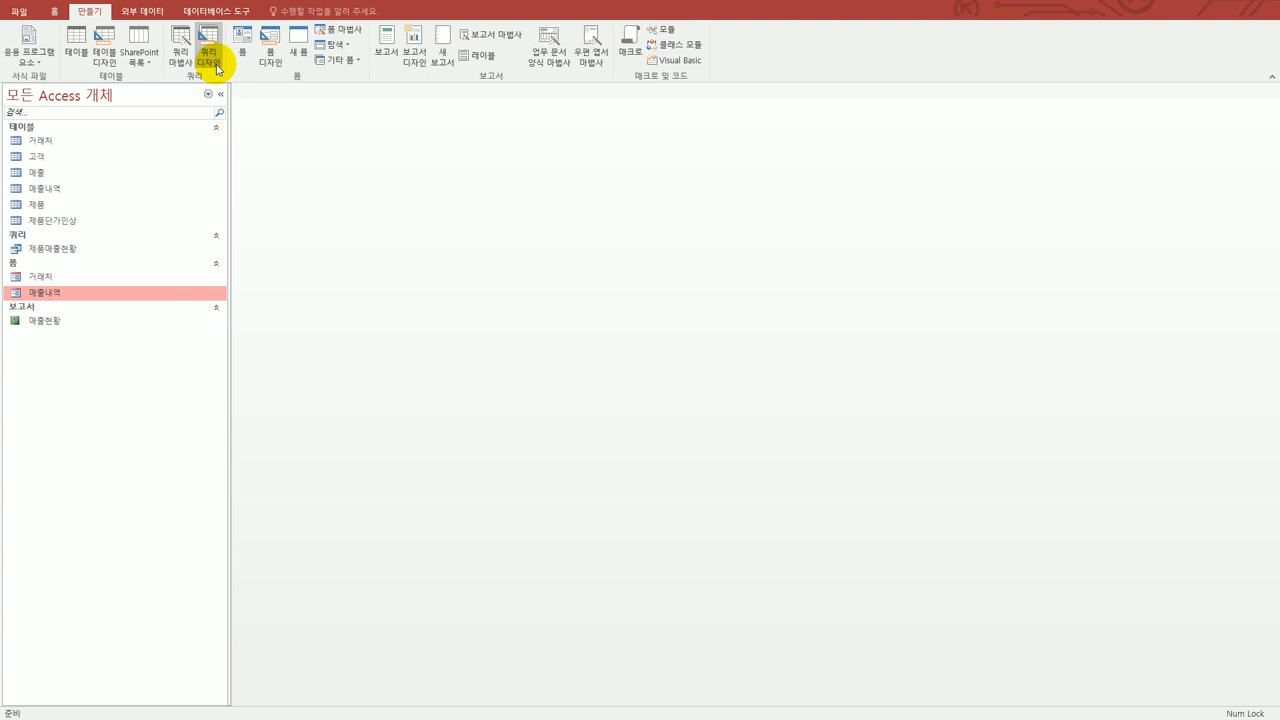 파일 홈 만들기 외부 데이터 데이터베이스 도구 수행할 작업을 알려 주세요.
응용 프로그램 요소
서식 파일
테이블
테이블 디자인
SharePoint 목록
테이블
쿼리 마법사
쿼리 디자인
쿼리
폼
폼 디자인
새 폼
폼 마법사
탐색
기타 폼
폼
보고서
보고서 디자인
새 보고서
보고서 마법사
레이블
업무 문서 양식 마법사
우편 엽서 마법사
보고서
매크로
모듈
클래스 모듈
Visual Basic
매크로 및 코드
모든 Access 개체
검색...
테이블
거래처
고객
매출
매출내역
제품
제품단가인상
쿼리
제품매출현황
폼
거래처
매출내역
보고서
매출현황
준비
Num Lock